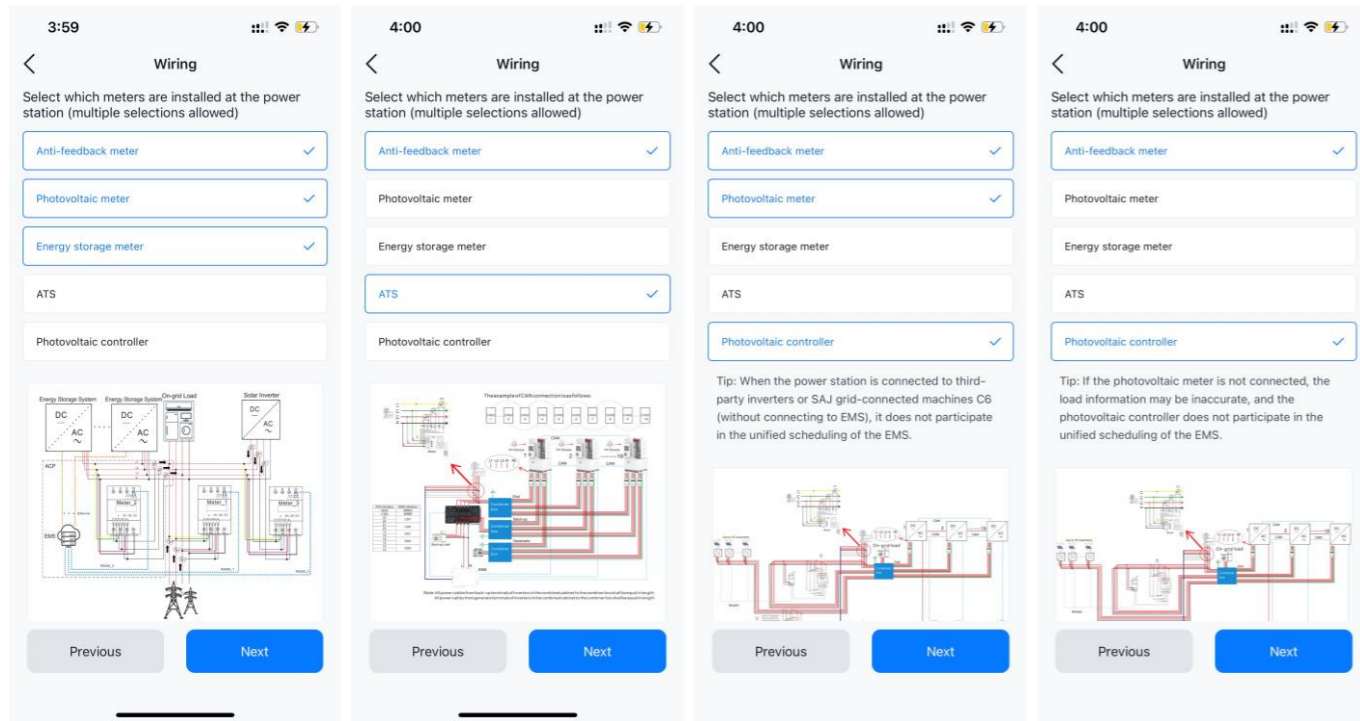 3:59
Wiring
Select which meters are installed at the power
station (multiple selections allowed)
Anti-feedback meter
Photovoltaic meter
Energy storage meter
ATS
Photovoltaic controller
Energy Storage System
Energy Storage System
On-grid Load
Solar Inverter
DC
AC
DC
AC
DC
AC
ACP
Meter_2
Meter_1
Meter_3
EMS
Previous
Next
4:00
Wiring
Select which meters are installed at the power
station (multiple selections allowed)
Anti-feedback meter
Photovoltaic meter
Energy storage meter
ATS
Photovoltaic controller
TheexampleofCANconnectionisasfollows:
CAN
CAN
CAN
Previous
Next
4:00
Wiring
Select which meters are installed at the power
station (multiple selections allowed)
Anti-feedback meter
Photovoltaic meter
Energy storage meter
ATS
Photovoltaic controller
Tip: When the power station is connected to third-
party inverters or SAJ grid-connected machines C6
(without connecting to EMS), it does not participate
in the unified scheduling of the EMS.
Previous
Next
4:00
Wiring
Select which meters are installed at the power
station (multiple selections allowed)
Anti-feedback meter
Photovoltaic meter
Energy storage meter
ATS
Photovoltaic controller
Tip: If the photovoltaic meter is not connected, the
load information may be inaccurate, and the
photovoltaic controller does not participate in the
unified scheduling of the EMS.
On-grid load
Previous
Next